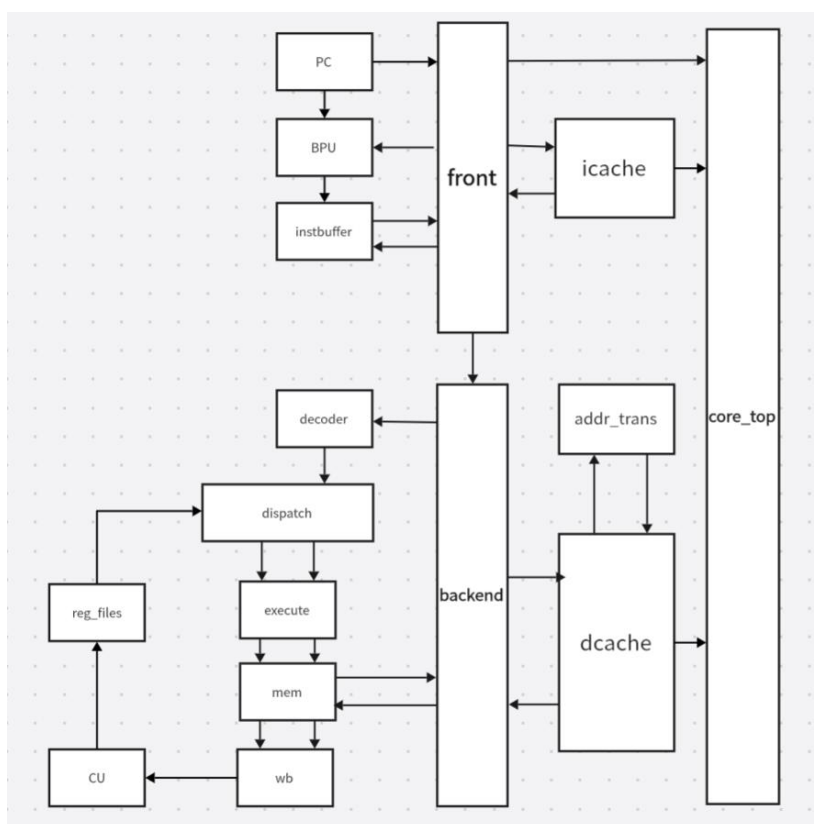 PC
BPU
front
icache
instbuffer
decoder
addr_trans
core_top
dispatch
backend
reg_files
execute
dcache
mem
CU
wb